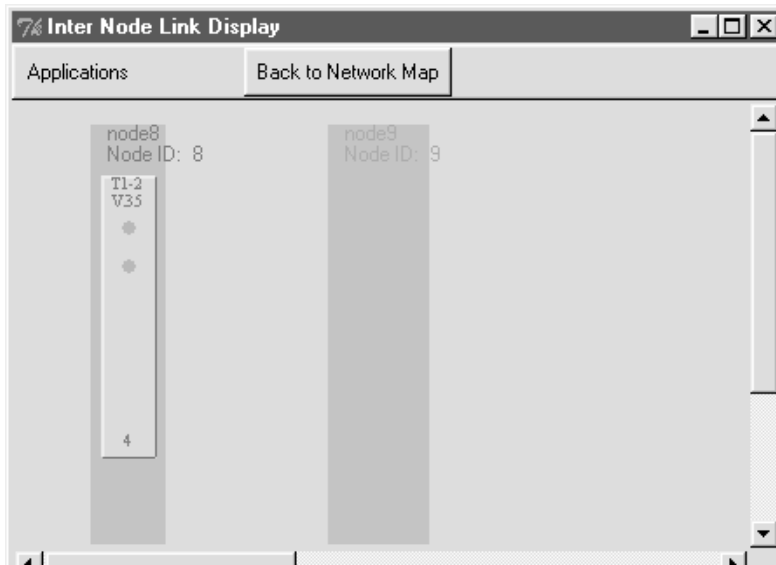 Inter Node Link Display
Applications
Back to Network Map
node8
Node ID: 8
node9
Node ID: 9
T1-2
V35
4